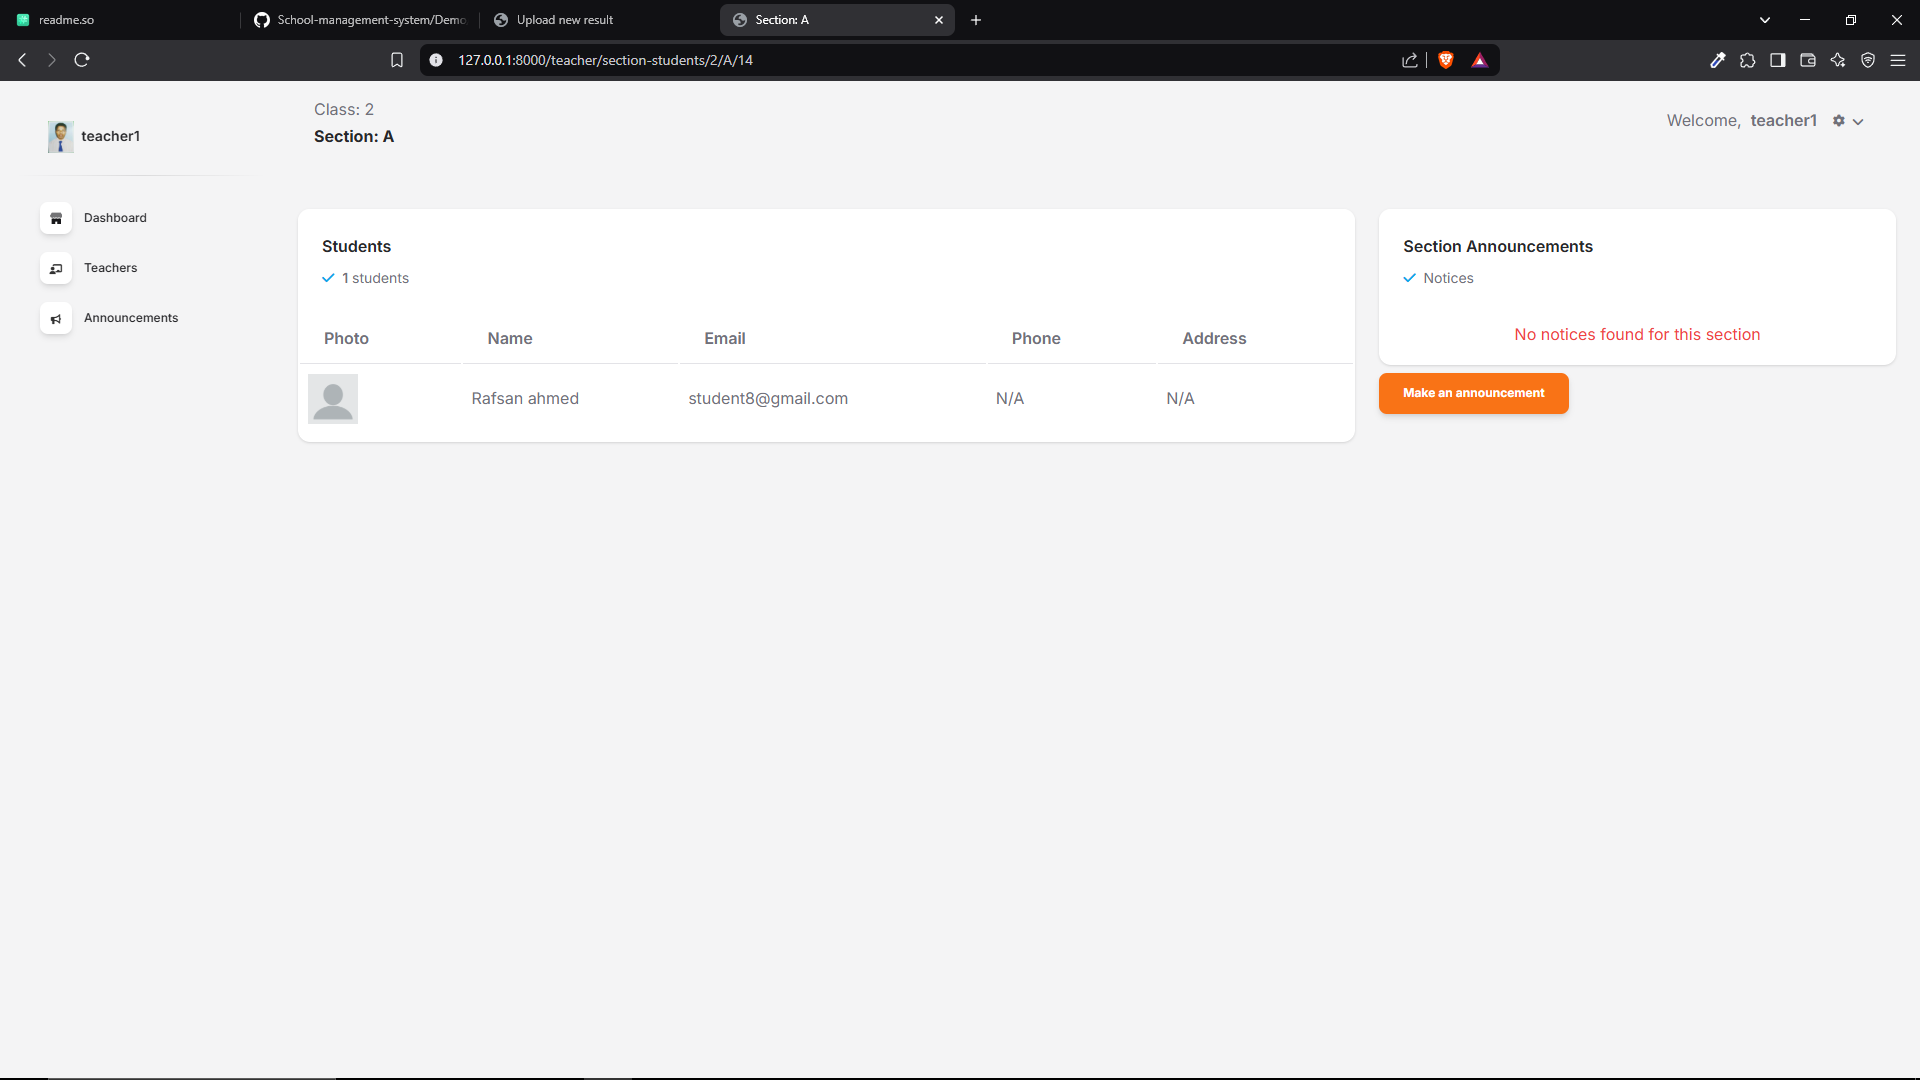 readme.so
School-management-system/Demo
Upload new result
Section: A
127.0.0.1:8000/teacher/section-students/2/A/14
teacher1
Class: 2
Section: A
Welcome, teacher1
Dashboard
Teachers
Announcements
Students
1 students
Photo Name Email Phone Address
Rafsan ahmed student8@gmail.com N/A N/A
Section Announcements
Notices
No notices found for this section
Make an announcement